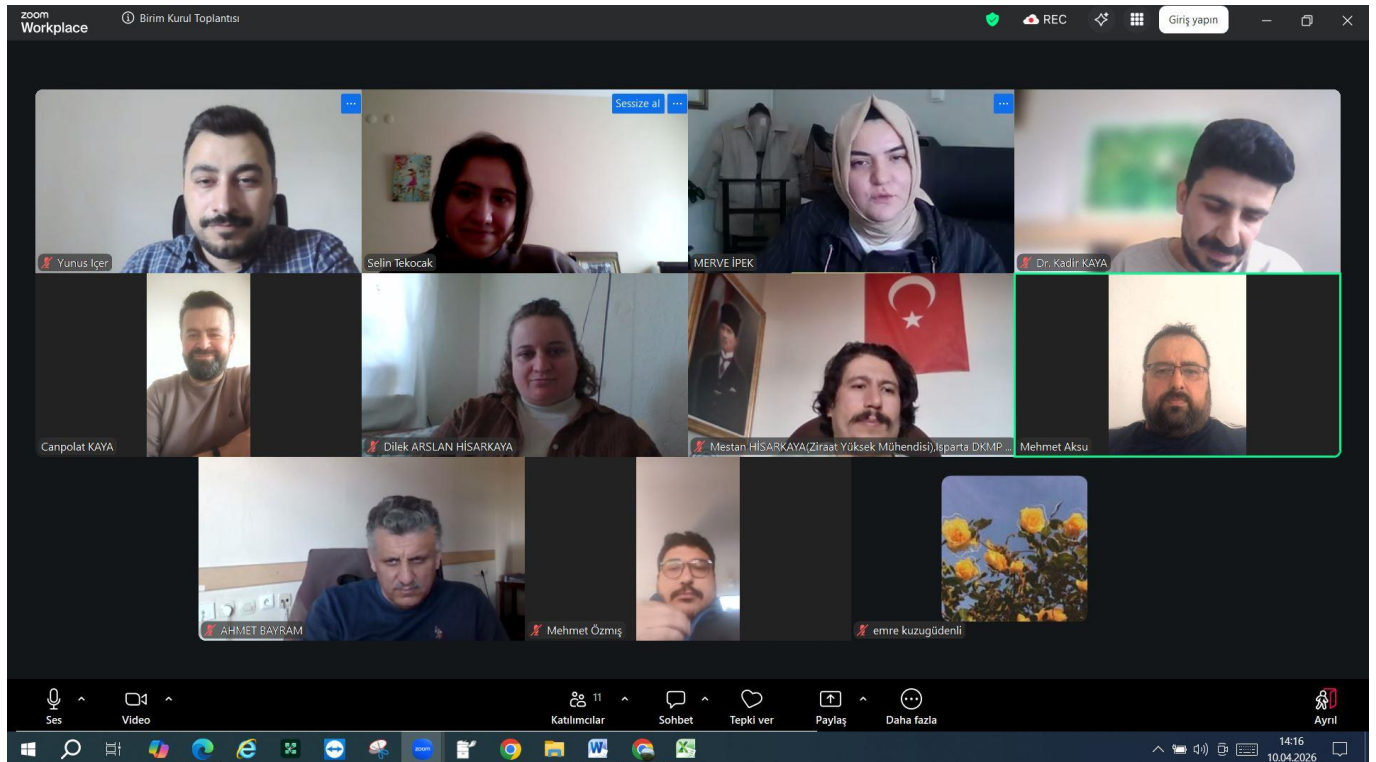 zoom
Workplace
Birim Kurul Toplantısı
REC
Giriş yapın
Sessize al
Yunus Içer
Selin Tekocak
MERVE İPEK
Dr. Kadir KAYA
Canpolat KAYA
Dilek ARSLAN HİSARKAYA
Mestan HİSARKAYA(Ziraat Yüksek Mühendisi),Isparta DKMP ...
Mehmet Aksu
AHMET BAYRAM
Mehmet Özmış
emre kuzugüdenli
Ses
Video
11
Katılımcılar
Sohbet
Tepki ver
Paylaş
Daha fazla
Ayrıl
zoom
14:16
10.04.2026